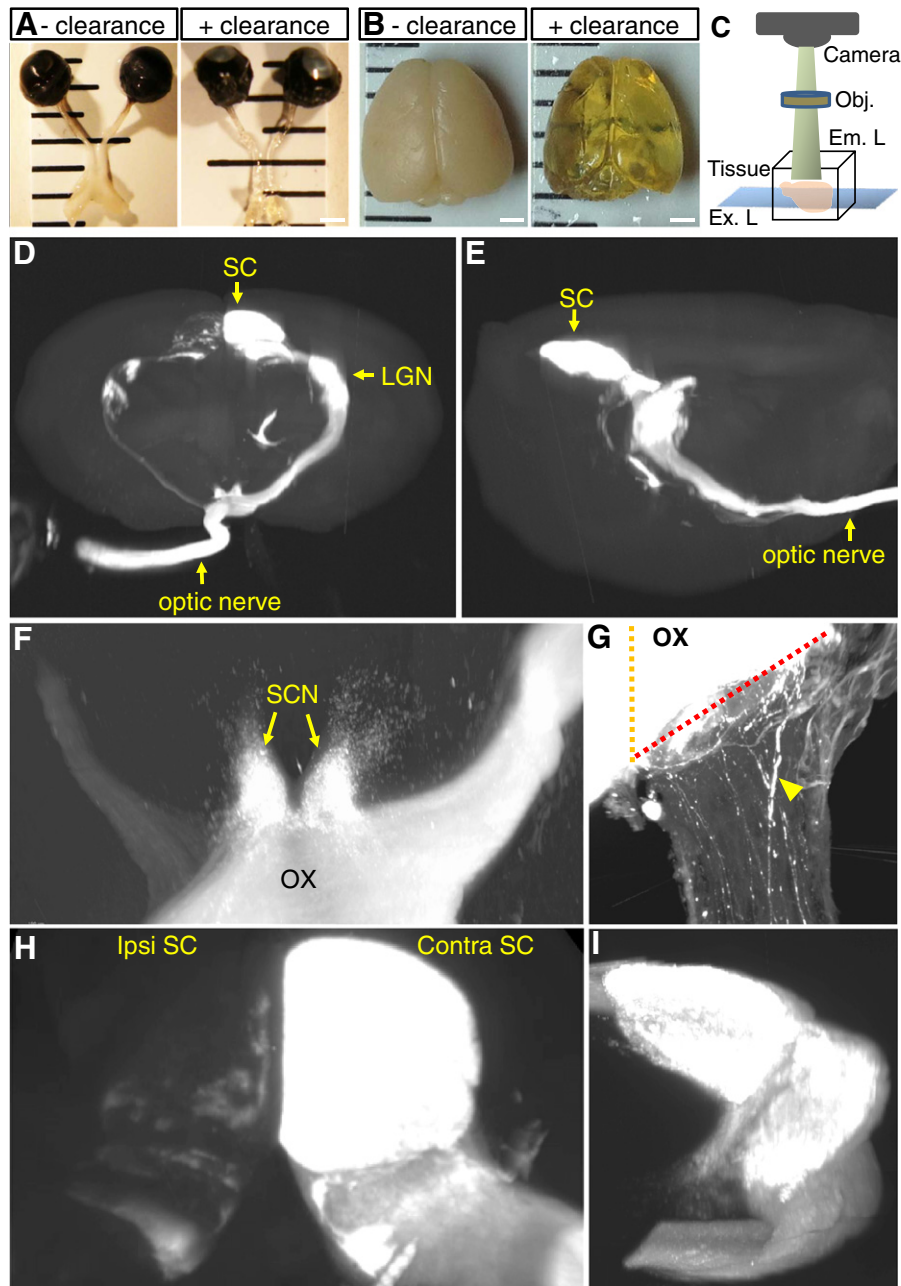 A - clearance
+ clearance
B - clearance
+ clearance
C
Camera
Obj.
Em. L
Tissue
Ex. L
D
SC
LGN
optic nerve
E
SC
optic nerve
F
SCN
OX
G
OX
H
Ipsi SC
Contra SC
I